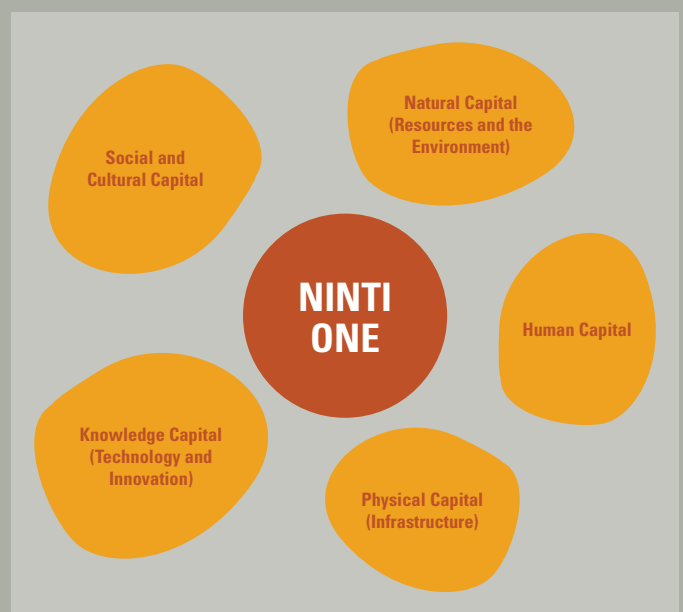 Natural Capital
(Resources and the
Environment)
Social and
Cultural Capital
NINTI
ONE
Human Capital
Knowledge Capital
(Technology and
Innovation)
Physical Capital
(Infrastructure)